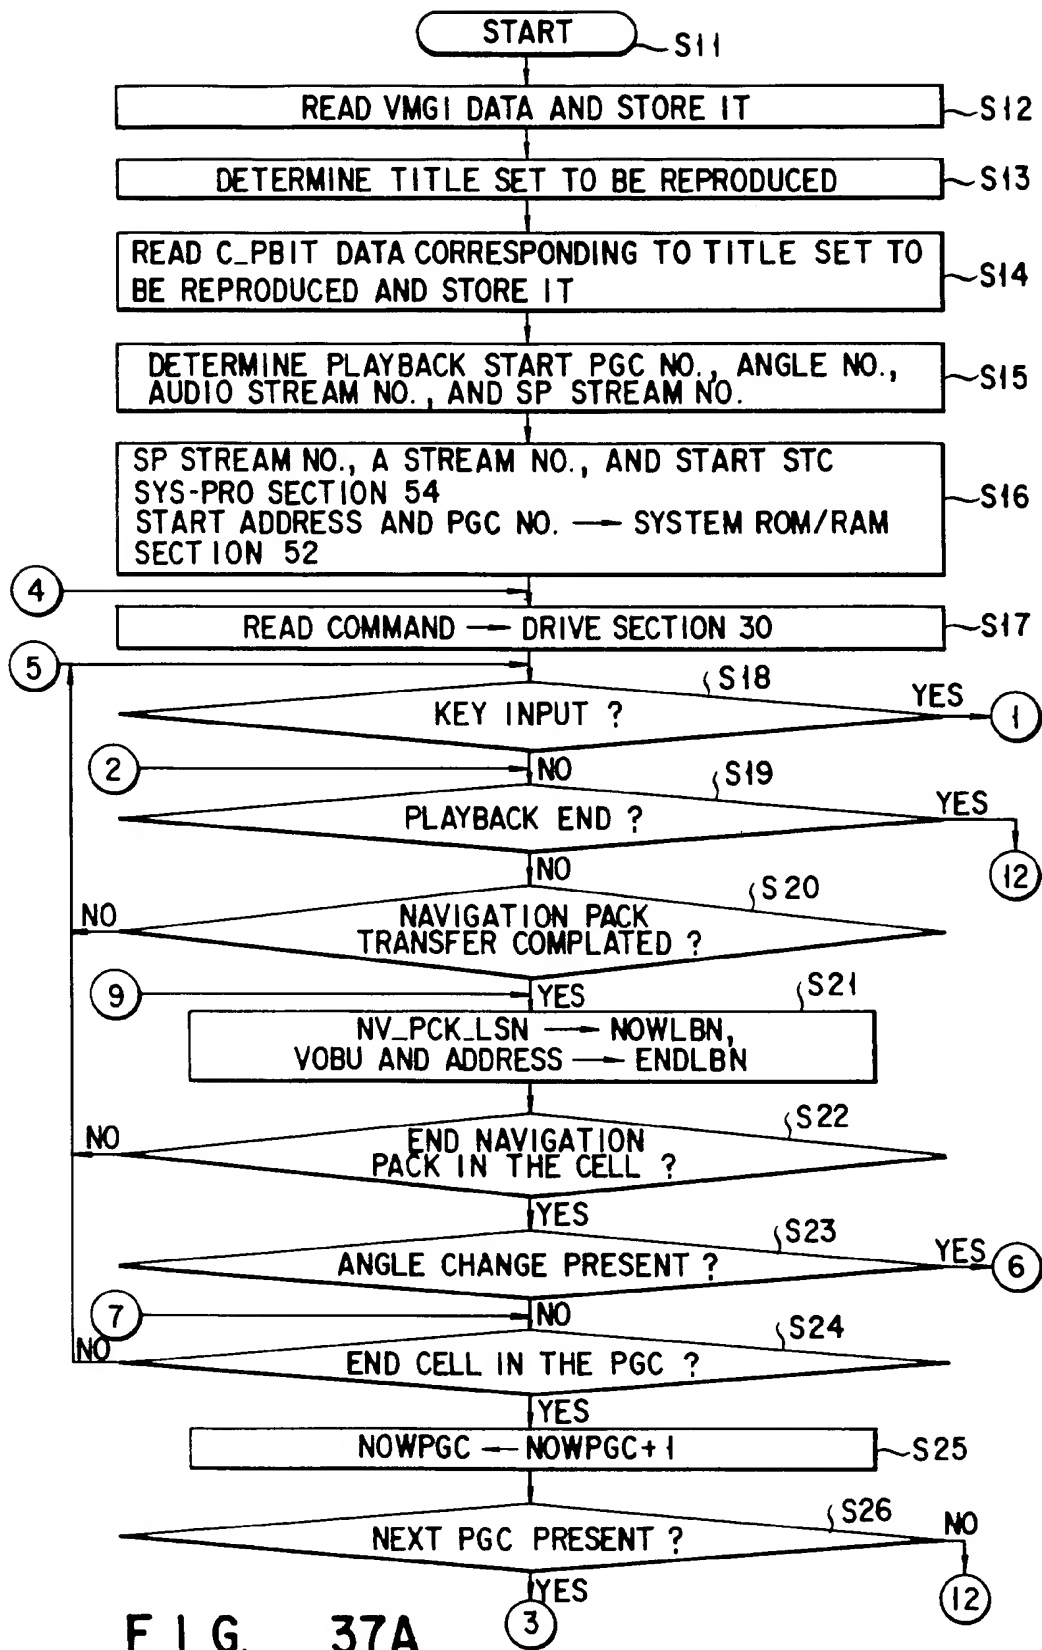 START
S11
READ VMGI DATA AND STORE IT
S12
DETERMINE TITLE SET TO BE REPRODUCED
S13
READ C_PBIT DATA CORRESPONDING TO TITLE SET TO
BE REPRODUCED AND STORE IT
S14
DETERMINE PLAYBACK START PGC NO., ANGLE NO.,
AUDIO STREAM NO., AND SP STREAM NO.
S15
SP STREAM NO., A STREAM NO., AND START STC
SYS-PRO SECTION 54
START ADDRESS AND PGC NO. → SYSTEM ROM/RAM
SECTION 52
S16
4
READ COMMAND → DRIVE SECTION 30
S17
5
S18
KEY INPUT ?
YES
1
2
NO
S19
PLAYBACK END ?
YES
12
NO
S20
NO
NAVIGATION PACK
TRANSFER COMPLATED ?
9
YES
S21
NV_PCK_LSN → NOWLBN,
VOBU AND ADDRESS → ENDLBN
S22
NO
END NAVIGATION
PACK IN THE CELL ?
YES
S23
ANGLE CHANGE PRESENT ?
YES
6
7
NO
S24
NO
END CELL IN THE PGC ?
YES
NOWPGC ← NOWPGC+1
S25
S26
NEXT PGC PRESENT ?
NO
12
YES
3
FIG. 37A